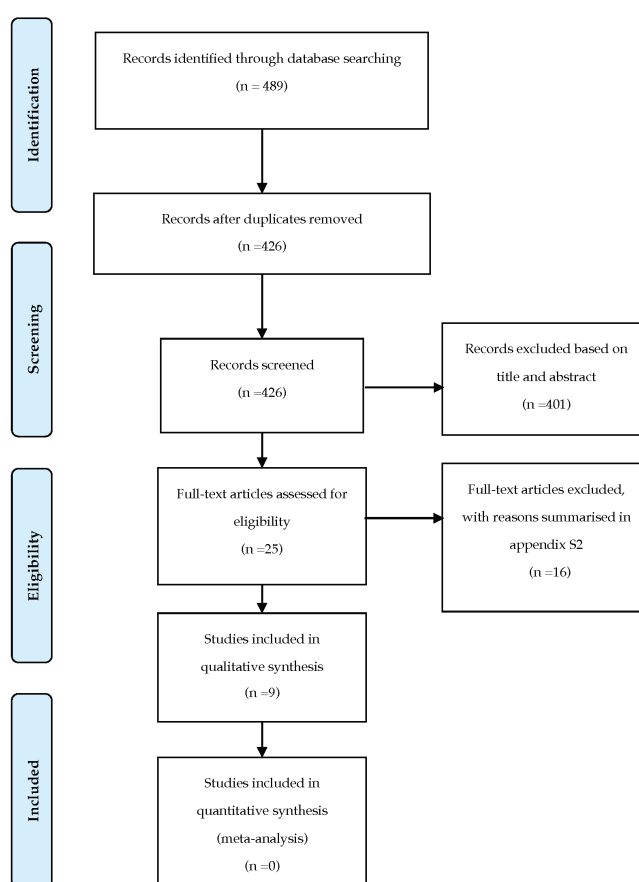 Identification
Records identified through database searching
(n = 489)
Records after duplicates removed
(n =426)
Screening
Records screened
(n =426)
Records excluded based on
title and abstract
(n =401)
Eligibility
Full-text articles assessed for
eligibility
(n =25)
Full-text articles excluded,
with reasons summarised in
appendix S2
(n =16)
Studies included in
qualitative synthesis
(n =9)
Included
Studies included in
quantitative synthesis
(meta-analysis)
(n =0)